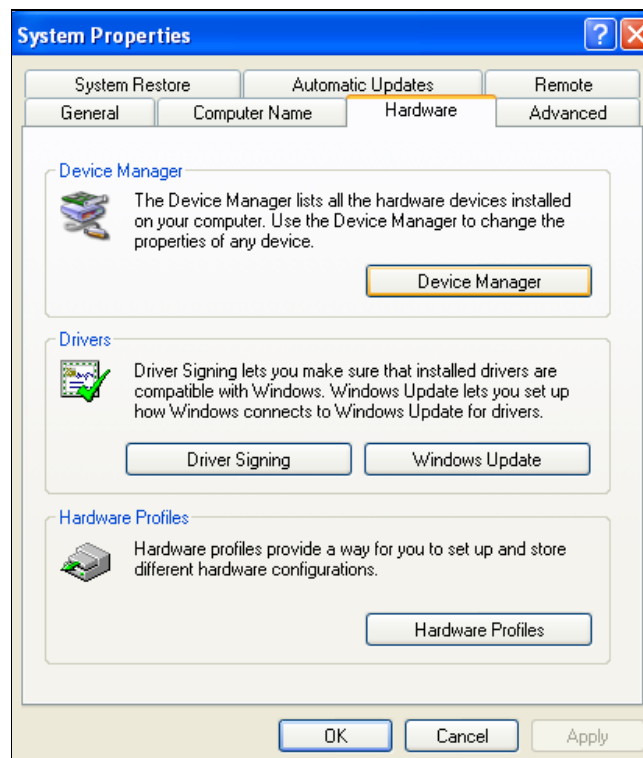 System Properties
System Restore
Automatic Updates
Remote
General
Computer Name
Hardware
Advanced
Device Manager
The Device Manager lists all the hardware devices installed
on your computer. Use the Device Manager to change the
properties of any device.
Device Manager
Drivers
Driver Signing lets you make sure that installed drivers are
compatible with Windows. Windows Update lets you set up
how Windows connects to Windows Update for drivers.
Driver Signing
Windows Update
Hardware Profiles
Hardware profiles provide a way for you to set up and store
different hardware configurations.
Hardware Profiles
OK
Cancel
Apply